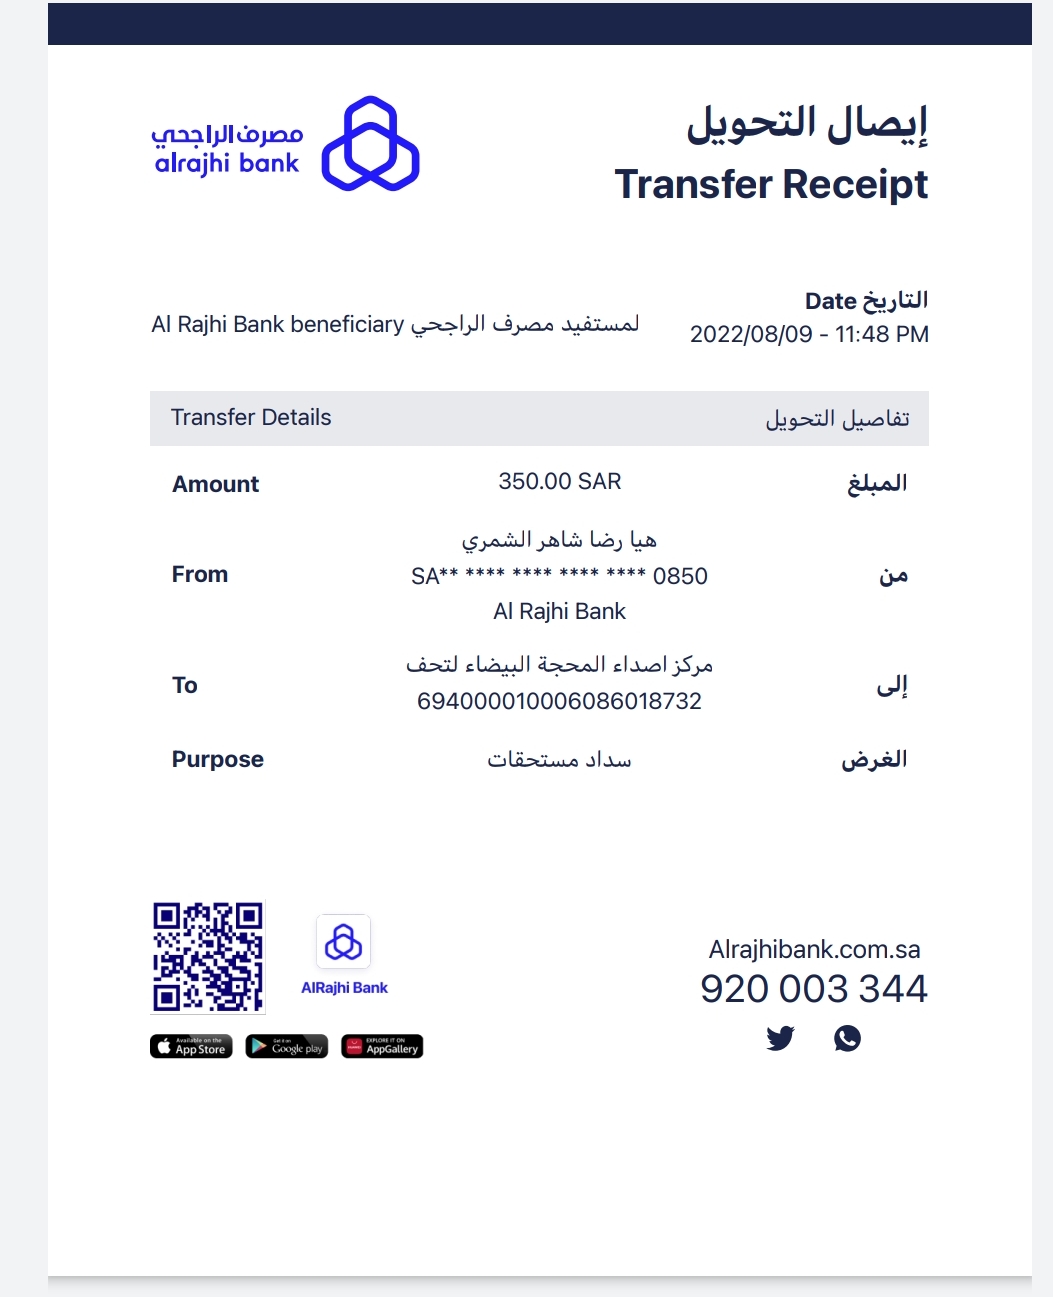 إيصال التحويل
Transfer Receipt
مصرف الراجحي
alrajhi bank
التاريخ Date
2022/08/09 - 11:48 PM
Al Rajhi Bank beneficiary لمستفيد مصرف الراجحي
Transfer Details تفاصيل التحويل
Amount 350.00 SAR المبلغ
هيا رضا شاهر الشمري
From SA** **** **** **** **** 0850 من
Al Rajhi Bank
مركز اصداء المحجة البيضاء لتحف
To إلى
694000010006086018732
Purpose سداد مستحقات الغرض
AlRajhi Bank
Available on the
App Store
Get it on
Google play
EXPLORE IT ON
AppGallery
Alrajhibank.com.sa
920 003 344